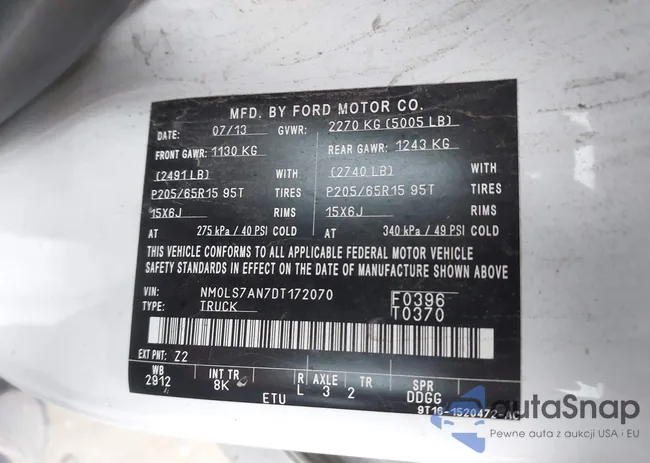 MFD. BY FORD MOTOR CO.
DATE: 07/13 GVWR: 2270 KG (5005 LB)
FRONT GAWR: 1130 KG REAR GAWR: 1243 KG
(2491 LB) WITH (2740 LB) WITH
P205/65R15 95T TIRES P205/65R15 95T TIRES
15X6J RIMS 15X6J RIMS
AT 275 kPa / 40 PSI COLD AT 340 kPa / 49 PSI COLD
THIS VEHICLE CONFORMS TO ALL APPLICABLE FEDERAL MOTOR VEHICLE
SAFETY STANDARDS IN EFFECT ON THE DATE OF MANUFACTURE SHOWN ABOVE
VIN: NM0LS7AN7DT172070 F0396
TYPE: TRUCK T0370
EXT PNT: Z2
WB INT TR R AXLE TR SPR
2912 8K L 3 2 DDGG
ETU 9T16-1520472-AC
autoSnap
Pewne auta z aukcji USA i EU